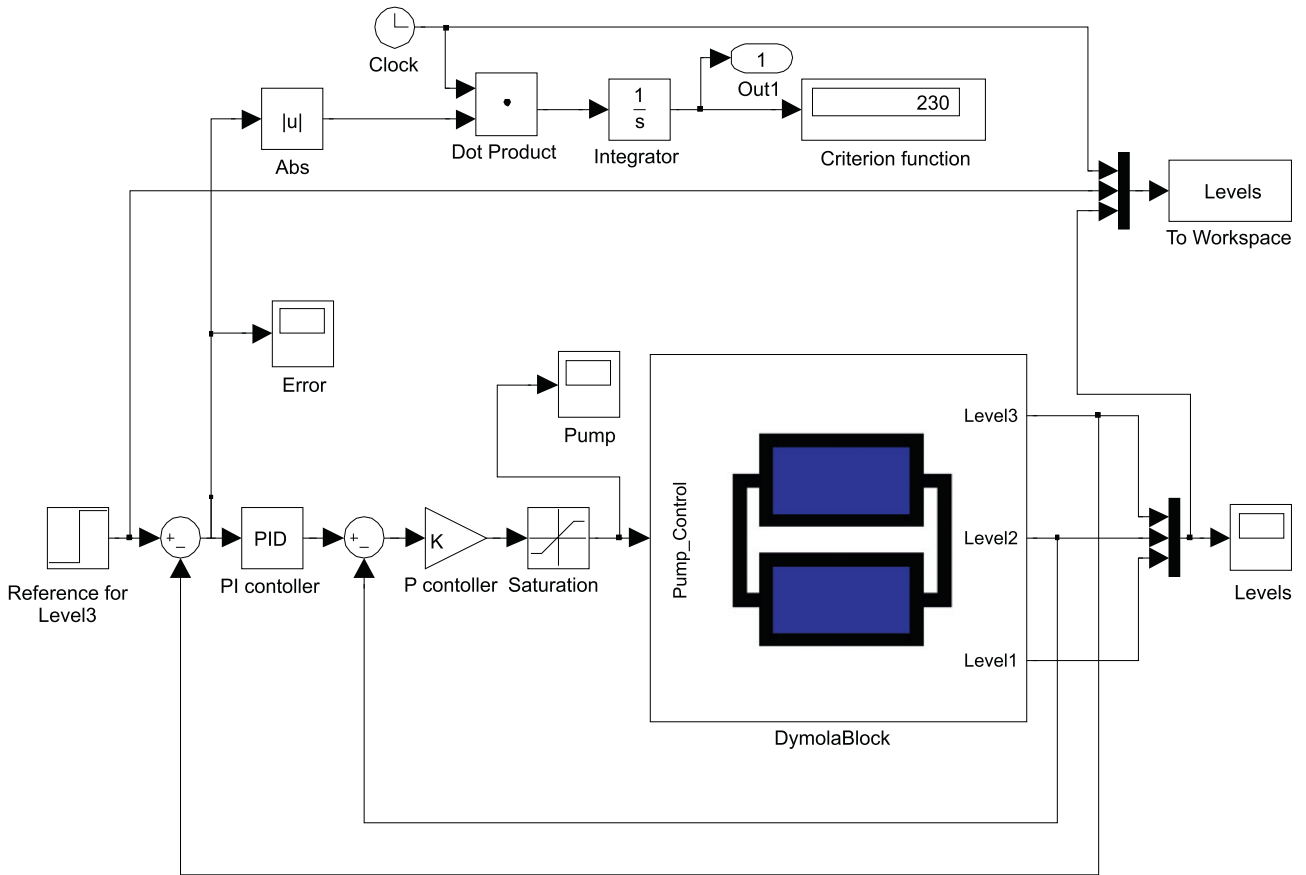 Clock
1
Out1
|u|
Abs
Dot Product
1
s
Integrator
230
Criterion function
Levels
To Workspace
Error
Pump
Level3
Pump_Control
+
−
PID
+
−
K
Level2
Reference for
Level3
PI contoller
P contoller
Saturation
Levels
Level1
DymolaBlock